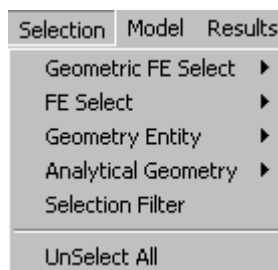 Selection Model Results
Geometric FE Select
FE Select
Geometry Entity
Analytical Geometry
Selection Filter
UnSelect All